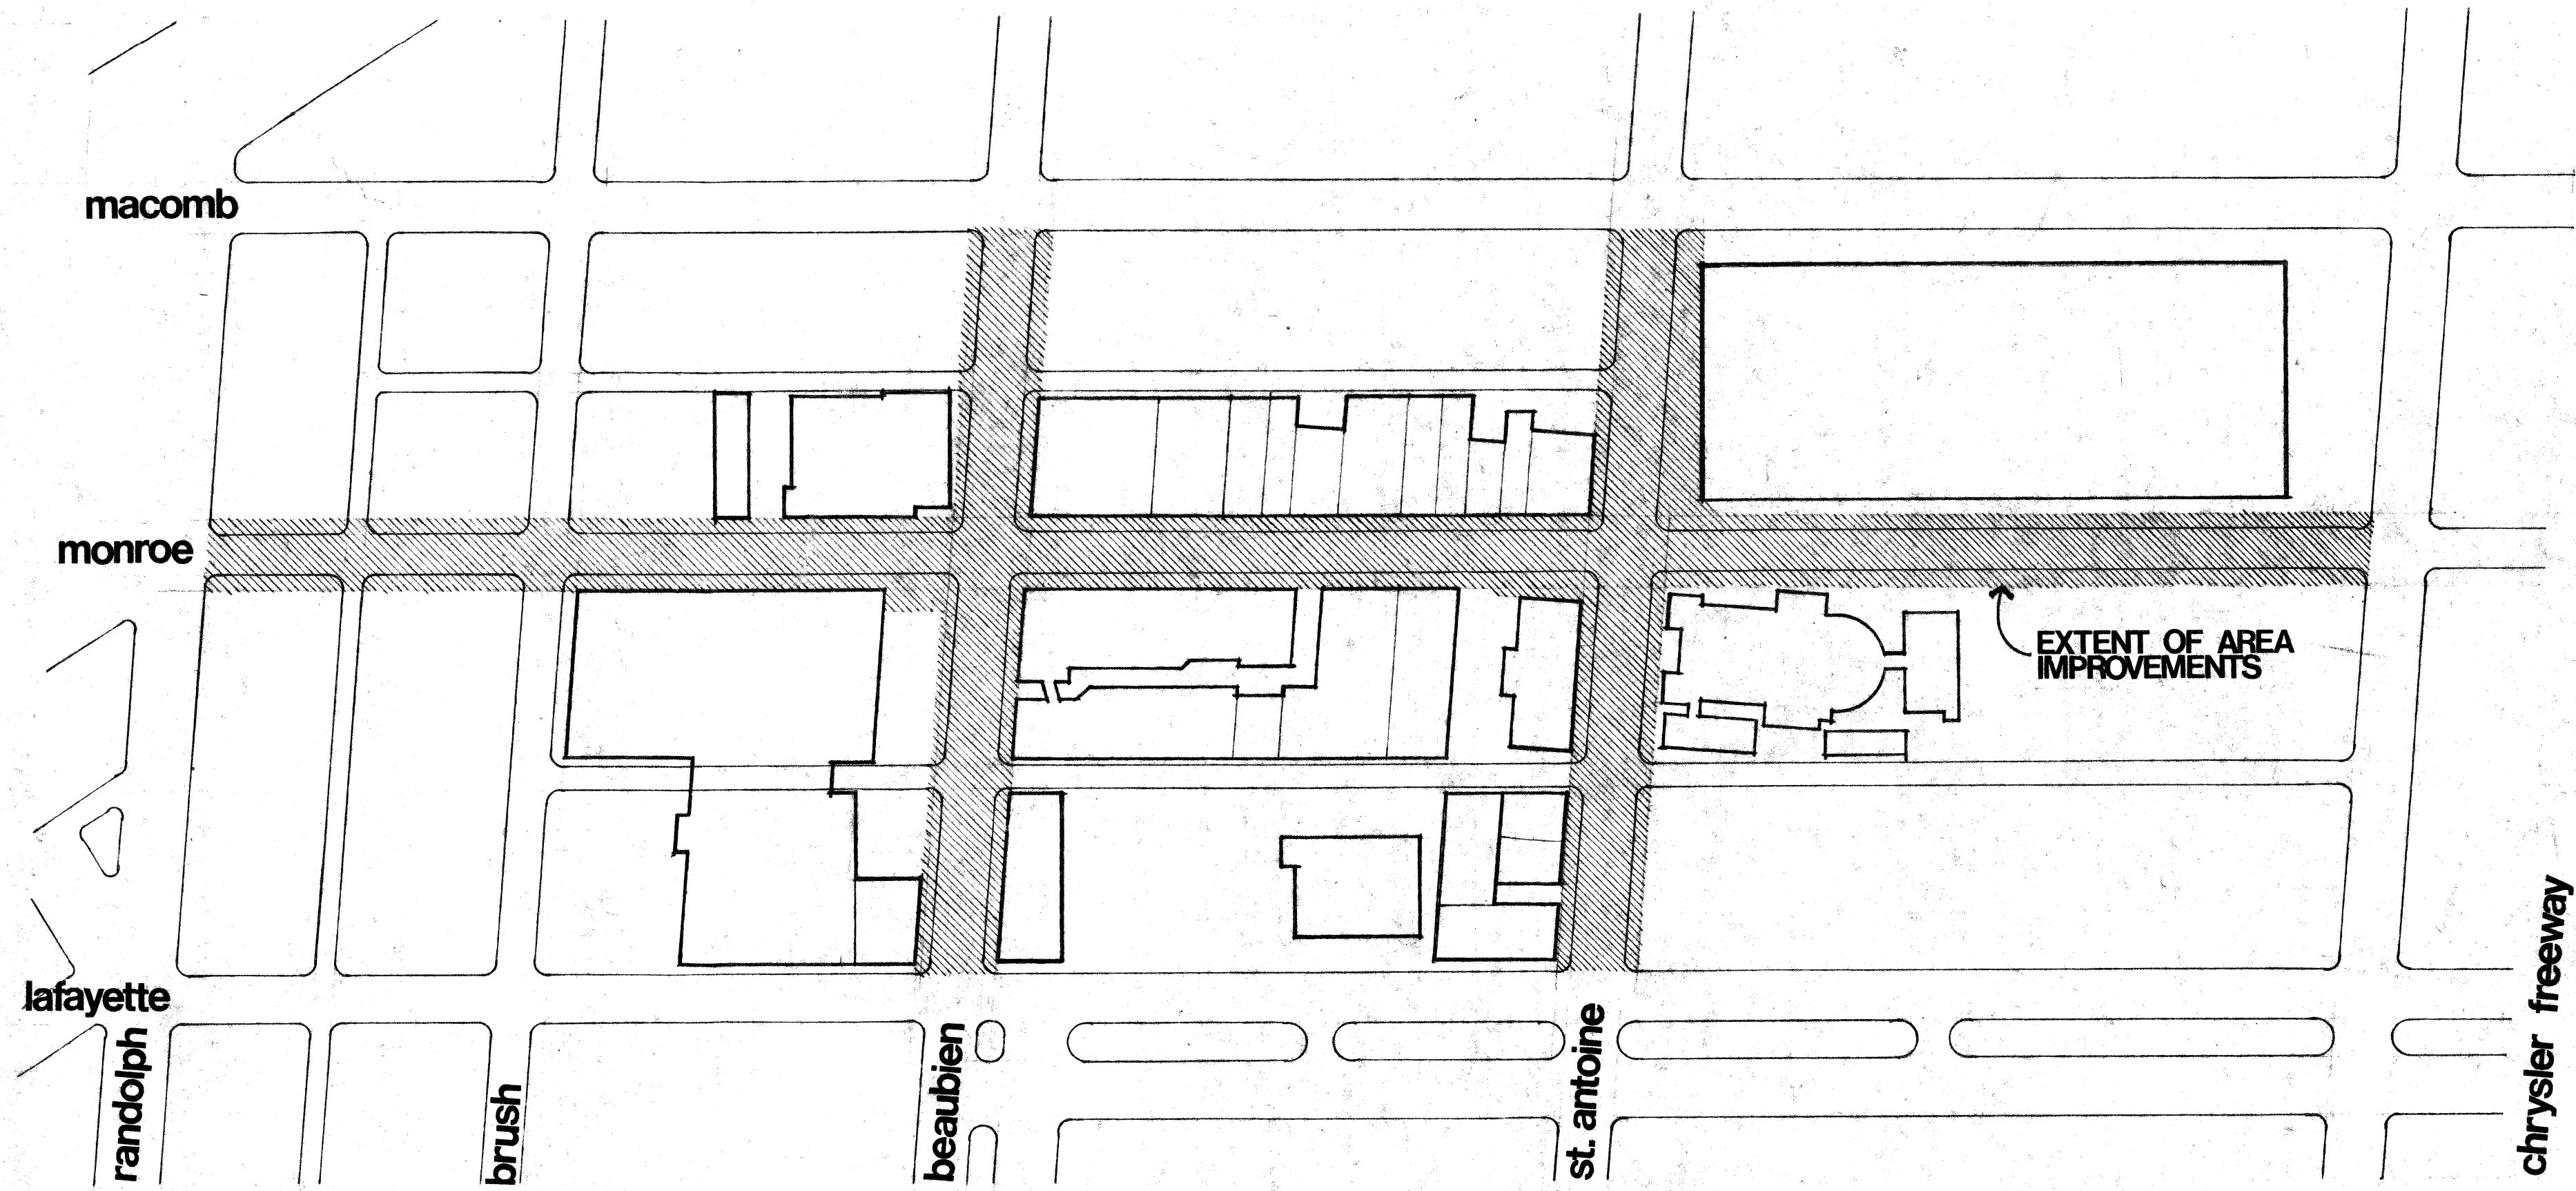 macomb
monroe
EXTENT OF AREA
IMPROVEMENTS
lafayette
randolph
brush
beaubien
st. antoine
chrysler freeway